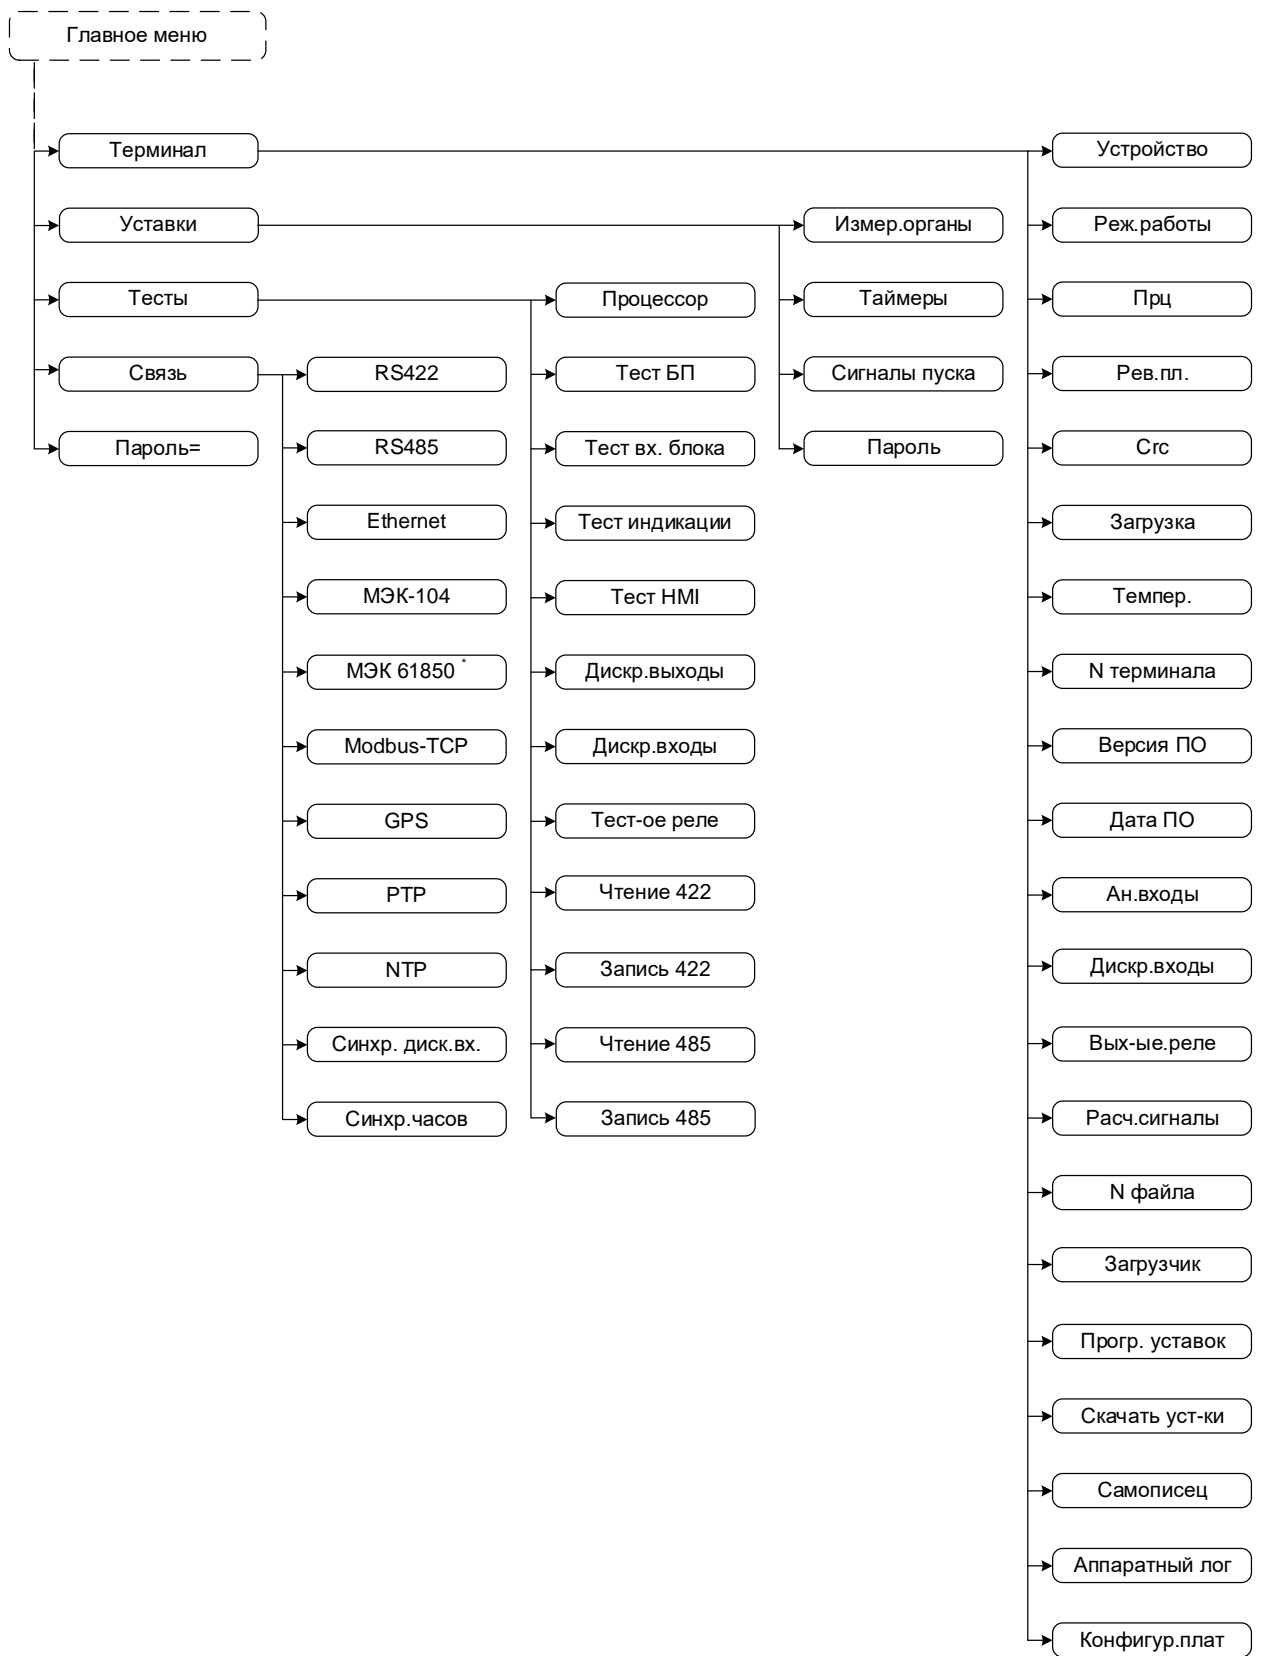 Главное меню
Терминал
Устройство
Уставки
Измер.органы
Реж.работы
Тесты
Процессор
Таймеры
Прц
Связь
RS422
Тест БП
Сигналы пуска
Рев.пл.
Пароль=
RS485
Тест вх. блока
Пароль
Crc
Ethernet
Тест индикации
Загрузка
МЭК-104
Тест HMI
Темпер.
МЭК 61850 *
Дискр.выходы
N терминала
Modbus-TCP
Дискр.входы
Версия ПО
GPS
Тест-ое реле
Дата ПО
PTP
Чтение 422
Ан.входы
NTP
Запись 422
Дискр.входы
Синхр. диск.вх.
Чтение 485
Вых-ые.реле
Синхр.часов
Запись 485
Расч.сигналы
N файла
Загрузчик
Прогр. уставок
Скачать уст-ки
Самописец
Аппаратный лог
Конфигур.плат